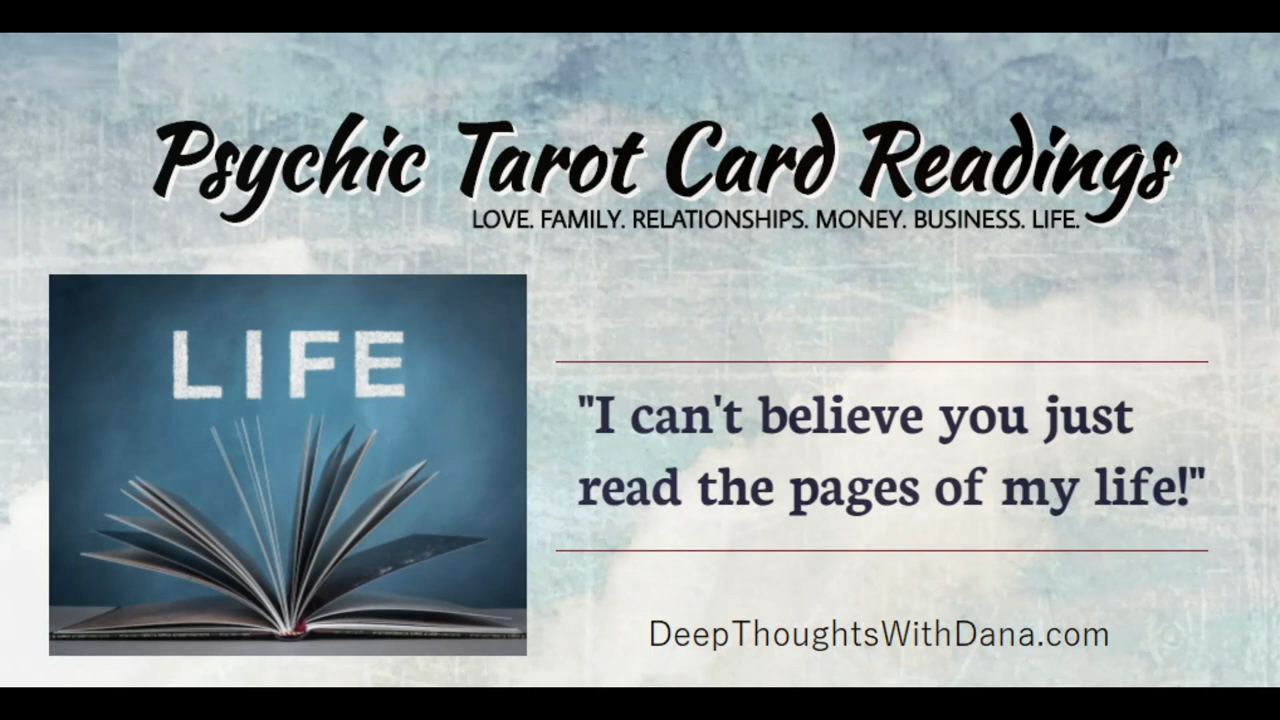 Psychic Tarot Card Readings
LOVE. FAMILY. RELATIONSHIPS. MONEY. BUSINESS. LIFE.
LIFE
"I can't believe you just
read the pages of my life!"
DeepThoughtsWithDana.com